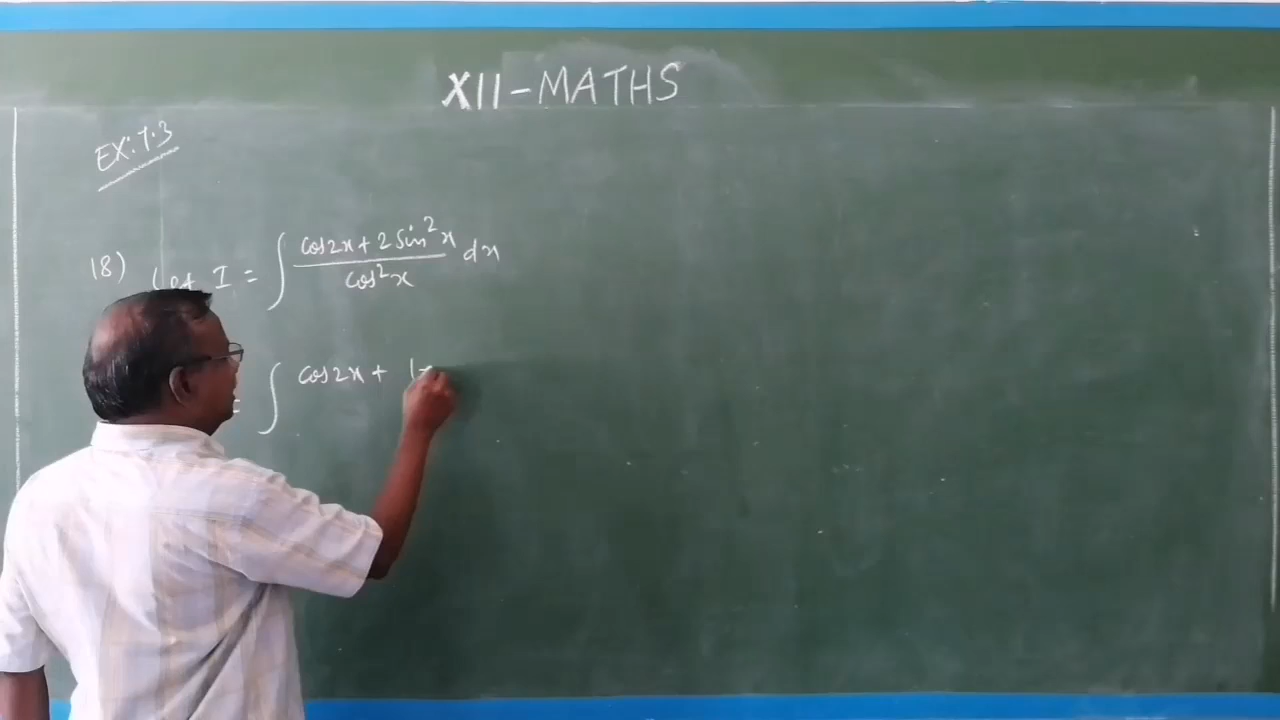 XII - MATHS
EX: 7.3
18) Let I = ∫ (cos2x + 2 Sin²x)/(cos²x) dx
= ∫ cos2x + 1-